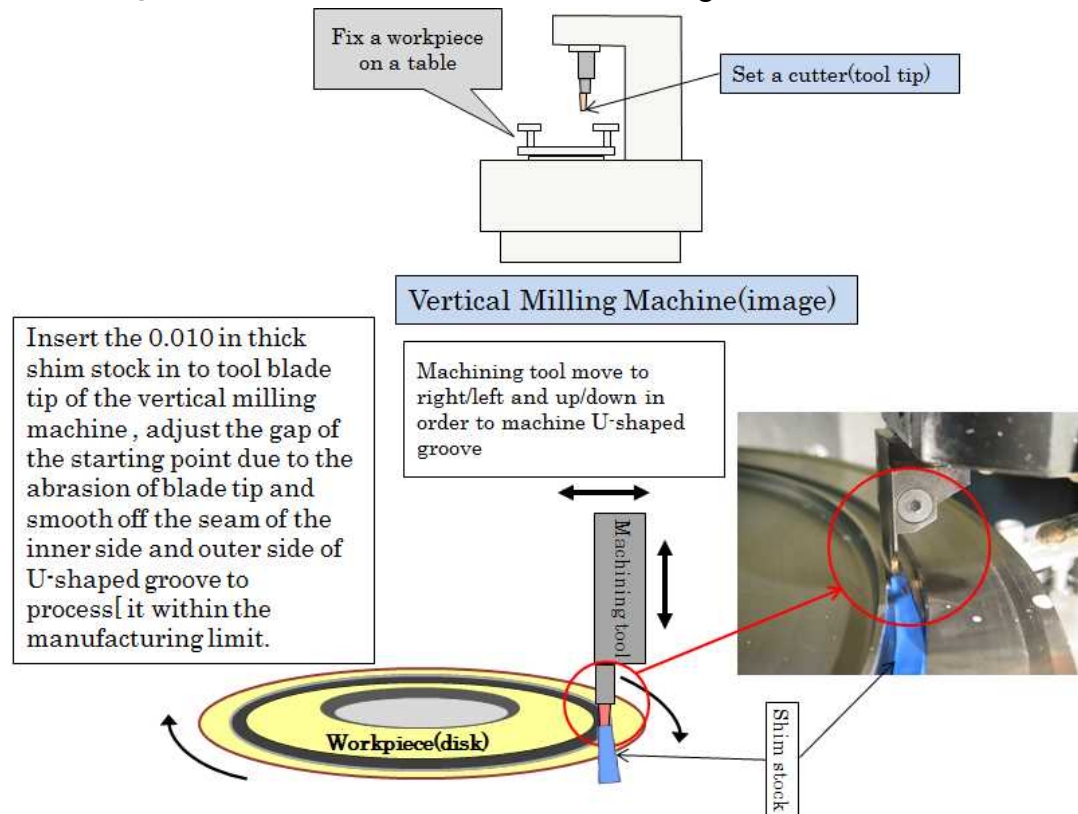 Fix a workpiece
on a table
Set a cutter(tool tip)
Vertical Milling Machine(image)
Insert the 0.010 in thick
shim stock in to tool blade
tip of the vertical milling
machine , adjust the gap of
the starting point due to the
abrasion of blade tip and
smooth off the seam of the
inner side and outer side of
U-shaped groove to
process[ it within the
manufacturing limit.
Machining tool move to
right/left and up/down in
order to machine U-shaped
groove
Machining tool
Workpiece(disk)
Shim stock